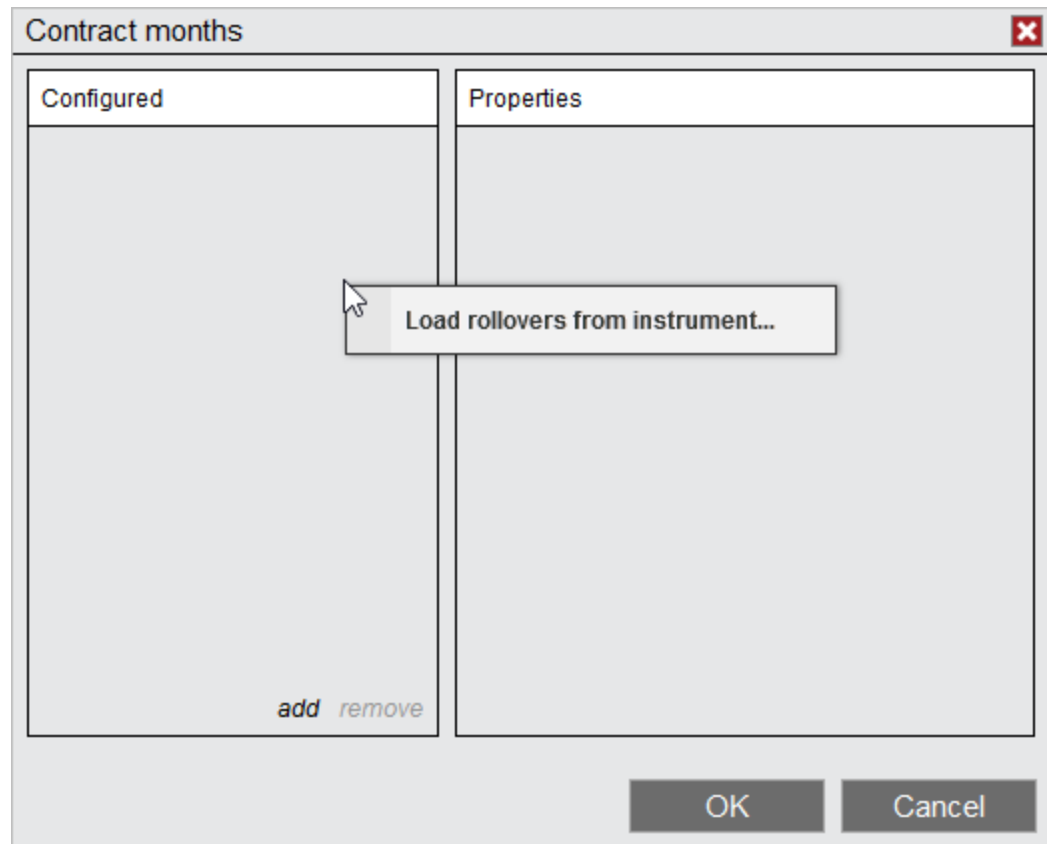 Contract months
Configured
Properties
Load rollovers from instrument...
add remove
OK
Cancel